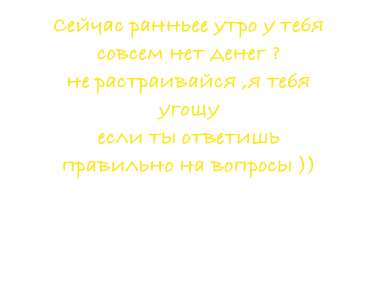 Сейчас ранньее утро у тебя
совсем нет денег ?
не растраивайся ,я тебя
угощу
если ты ответишь
правильно на вопросы ))